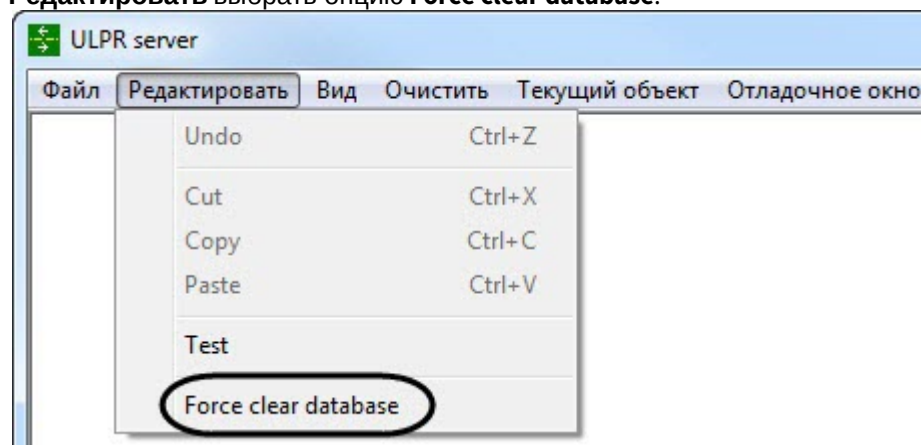 Редактировать выбрать опцию Force clear database.
ULPR server
Файл Редактировать Вид Очистить Текущий объект Отладочное окно
Undo Ctrl+Z
Cut Ctrl+X
Copy Ctrl+C
Paste Ctrl+V
Test
Force clear database